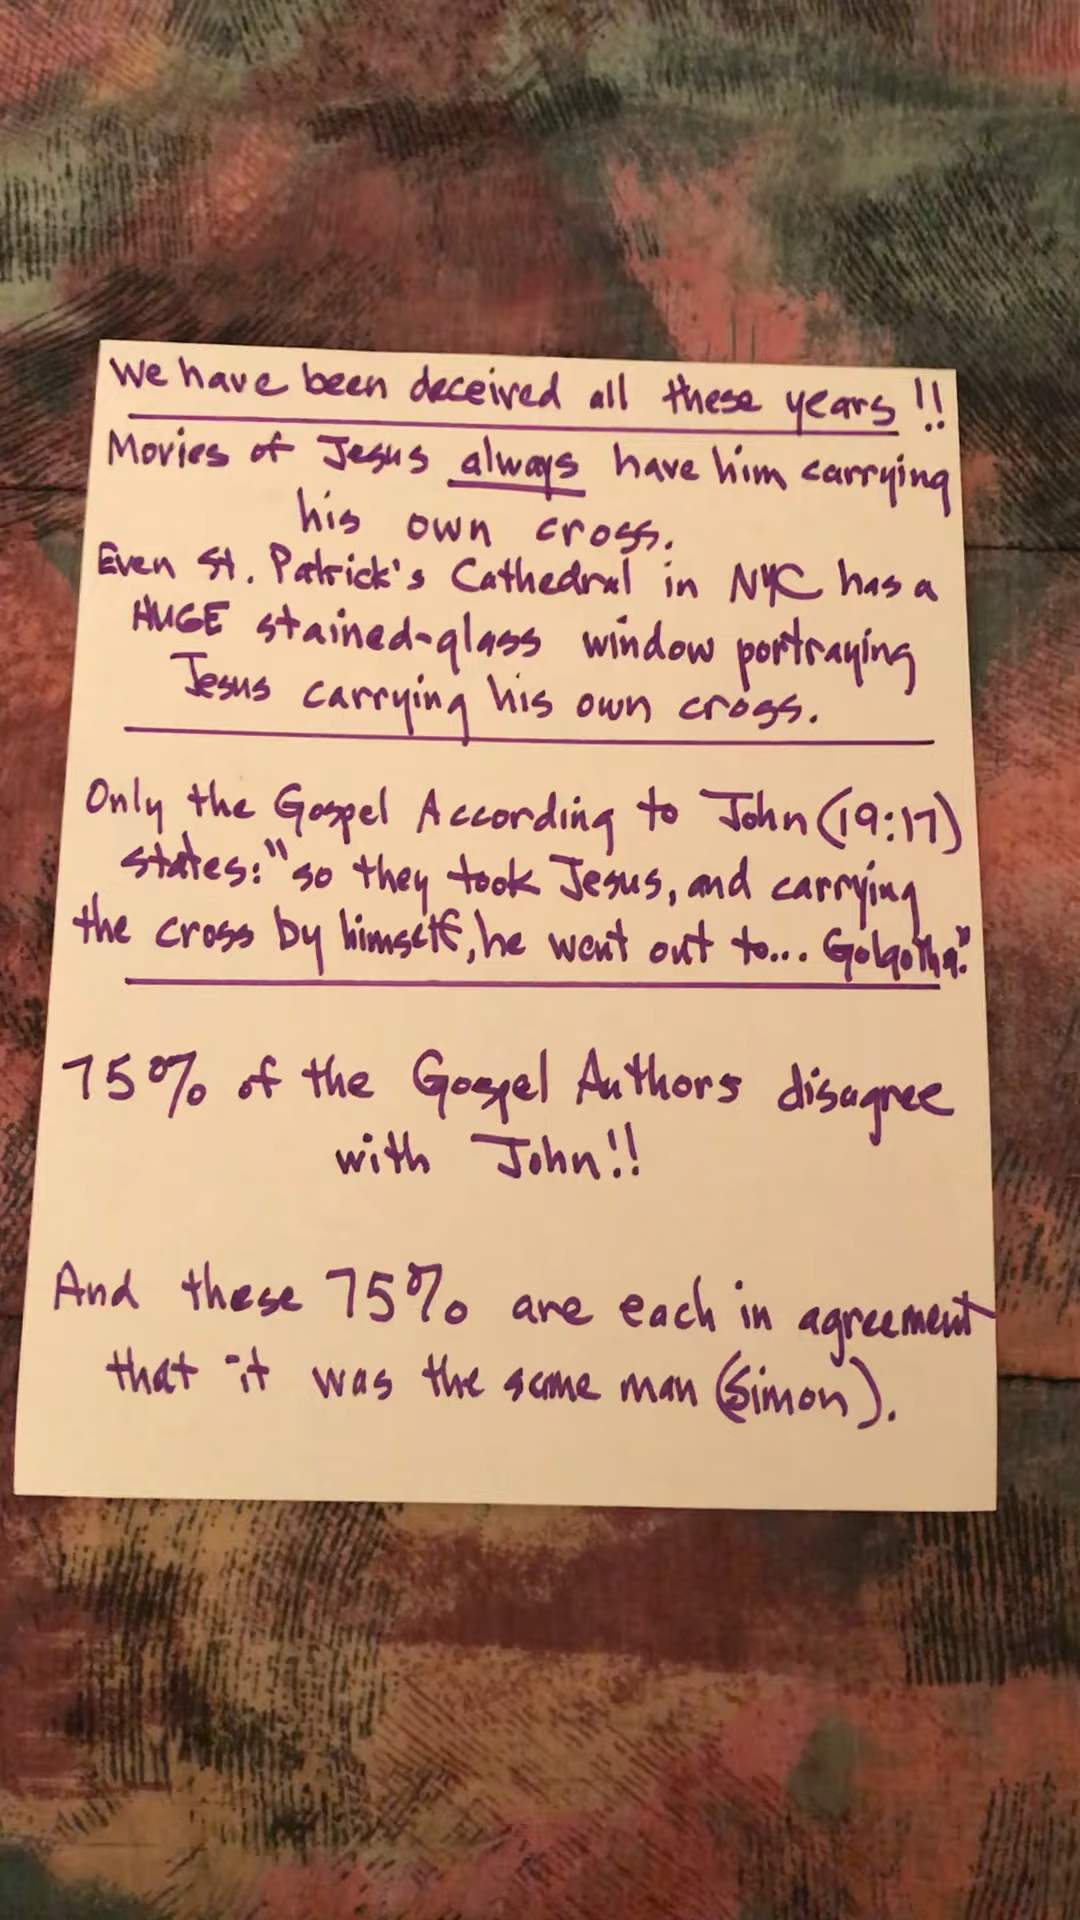 We have been deceived all these years!!
Movies of Jesus always have him carrying
his own cross.
Even St. Patrick's Cathedral in NYC has a
HUGE stained-glass window portraying
Jesus carrying his own cross.
Only the Gospel According to John (19:17)
states: "so they took Jesus, and carrying
the cross by himself, he went out to... Golgotha."
75% of the Gospel Authors disagree
with John!!
And these 75% are each in agreement
that it was the same man (Simon).